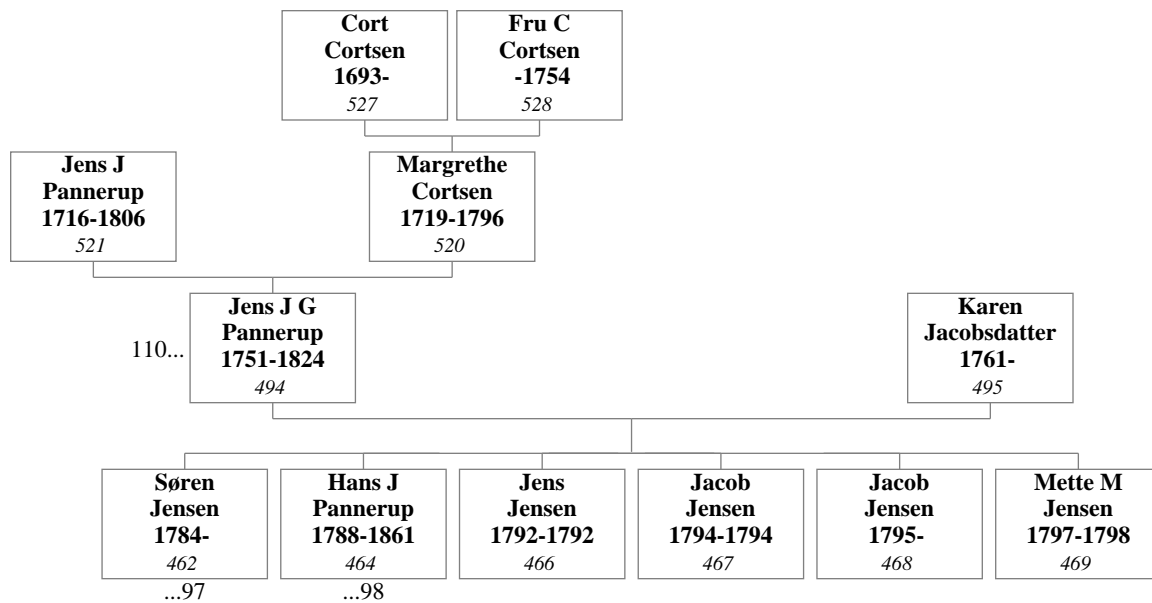 Cort
Cortsen
1693-
527
Fru C
Cortsen
-1754
528
Jens J
Pannerup
1716-1806
521
Margrethe
Cortsen
1719-1796
520
110...
Jens J G
Pannerup
1751-1824
494
Karen
Jacobsdatter
1761-
495
Søren
Jensen
1784-
462
...97
Hans J
Pannerup
1788-1861
464
...98
Jens
Jensen
1792-1792
466
Jacob
Jensen
1794-1794
467
Jacob
Jensen
1795-
468
Mette M
Jensen
1797-1798
469